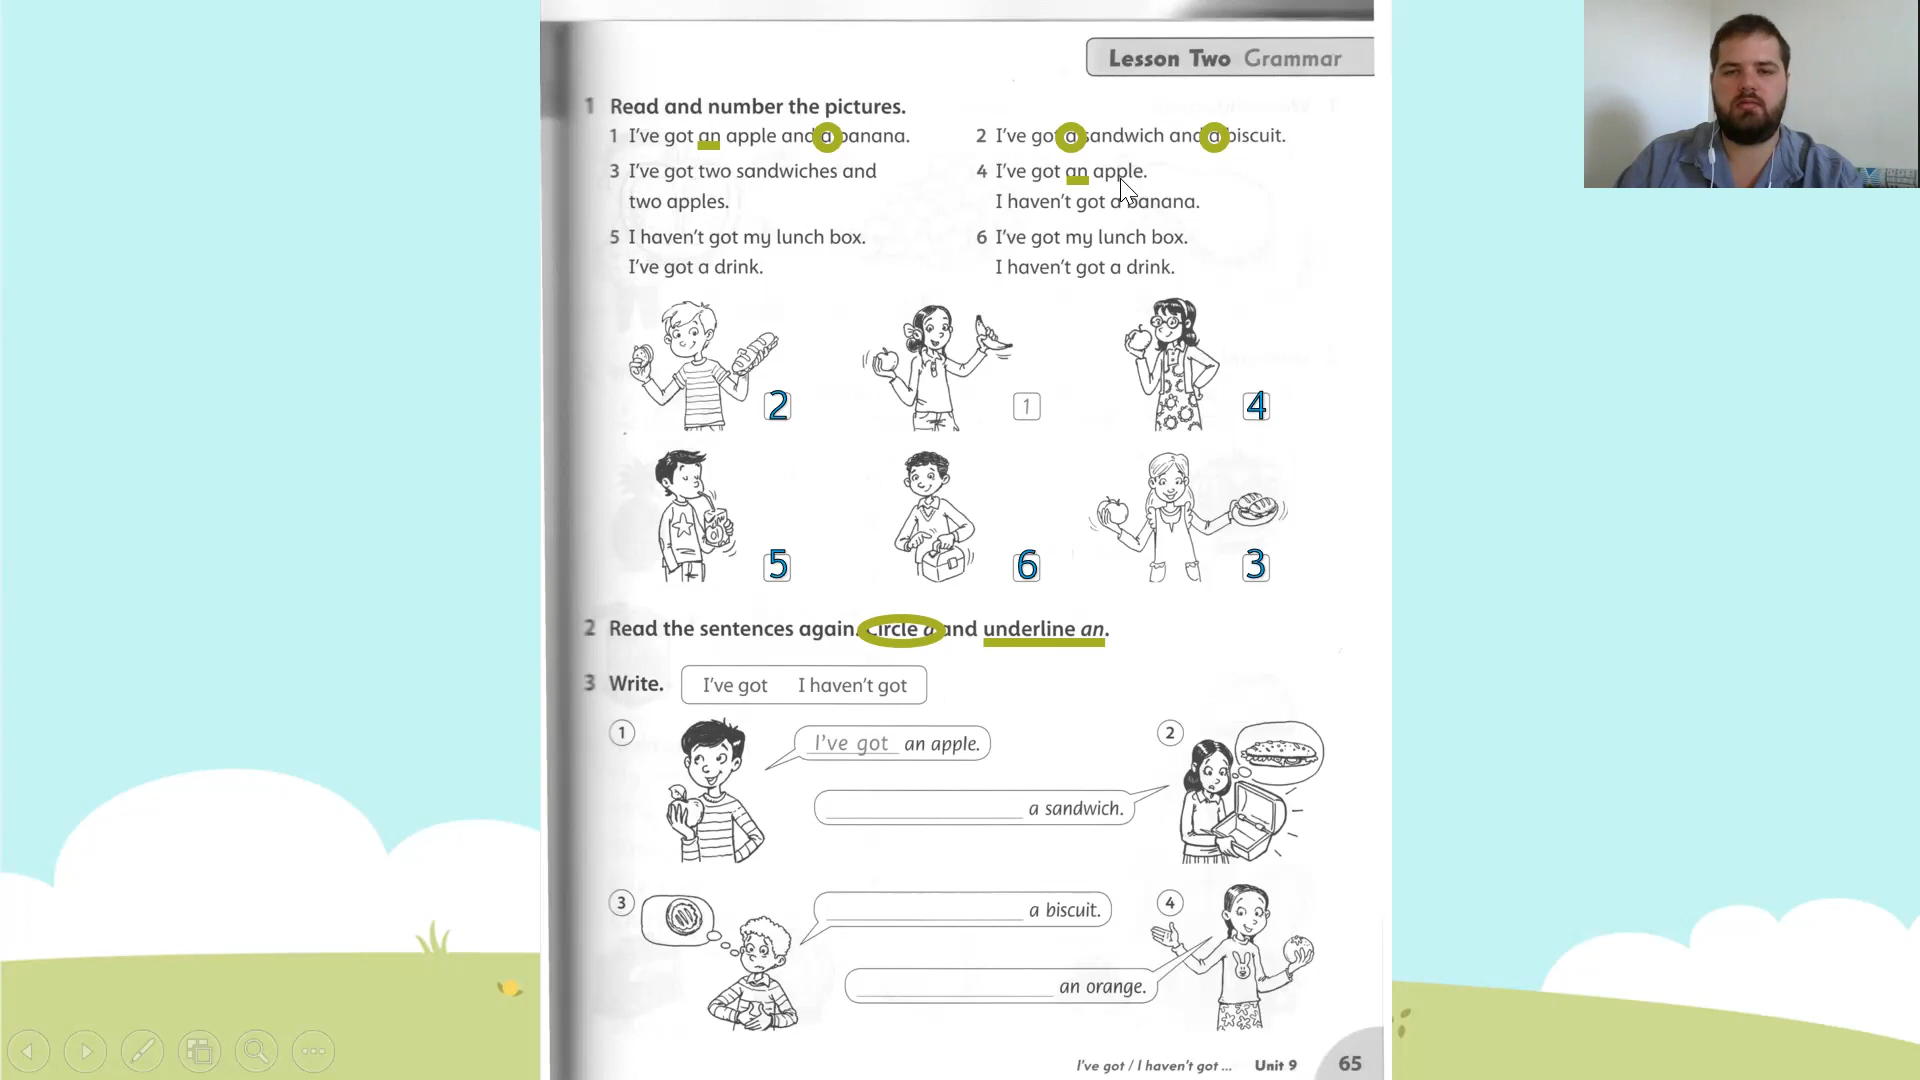 Lesson Two Grammar
1 Read and number the pictures.
1 I've got an apple and a banana.
2 I've got a sandwich and a biscuit.
3 I've got two sandwiches and
two apples.
4 I've got an apple.
I haven't got a banana.
5 I haven't got my lunch box.
I've got a drink.
6 I've got my lunch box.
I haven't got a drink.
2
1
4
5
6
3
2 Read the sentences again. Circle a and underline an.
3 Write. I've got I haven't got
1
I've got an apple.
2
a sandwich.
3
a biscuit.
4
an orange.
I've got / I haven't got ... Unit 9 65